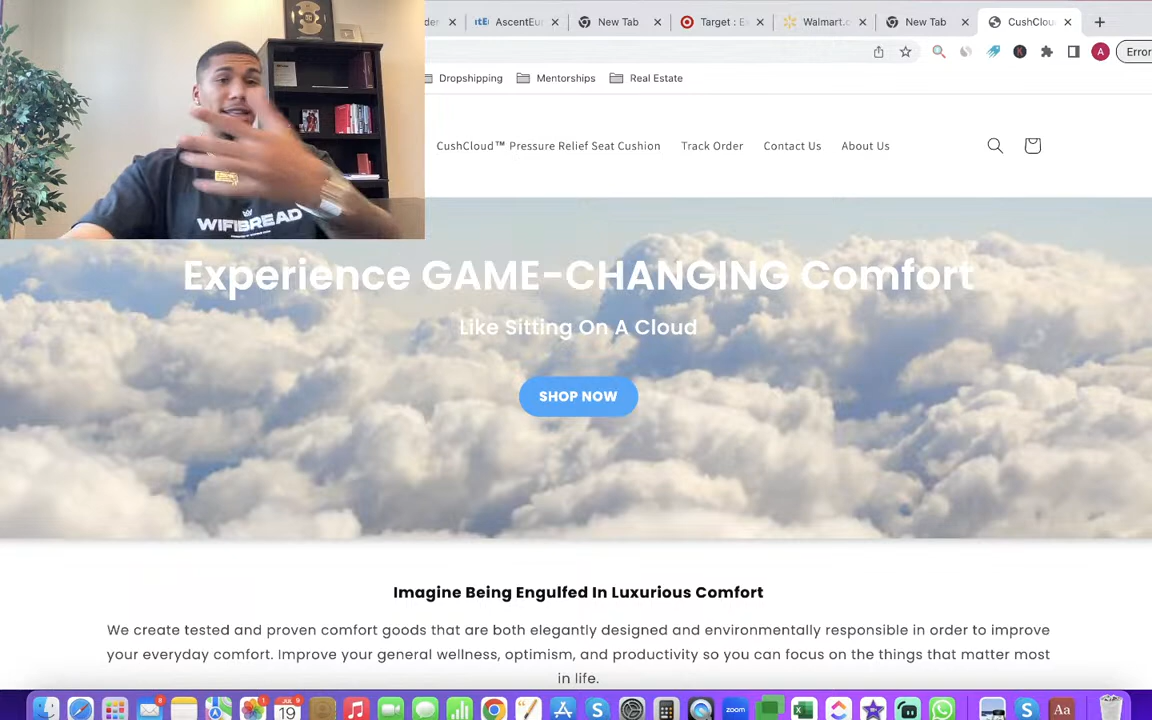 AscentEu
New Tab
Target : E
Walmart.c
New Tab
CushClou
Error
Dropshipping
Mentorships
Real Estate
CushCloud™ Pressure Relief Seat Cushion
Track Order
Contact Us
About Us
WIFIBREAD
Experience GAME-CHANGING Comfort
Like Sitting On A Cloud
SHOP NOW
Imagine Being Engulfed In Luxurious Comfort
We create tested and proven comfort goods that are both elegantly designed and environmentally responsible in order to improve
your everyday comfort. Improve your general wellness, optimism, and productivity so you can focus on the things that matter most
in life.
JUL
19
zoom
Aa